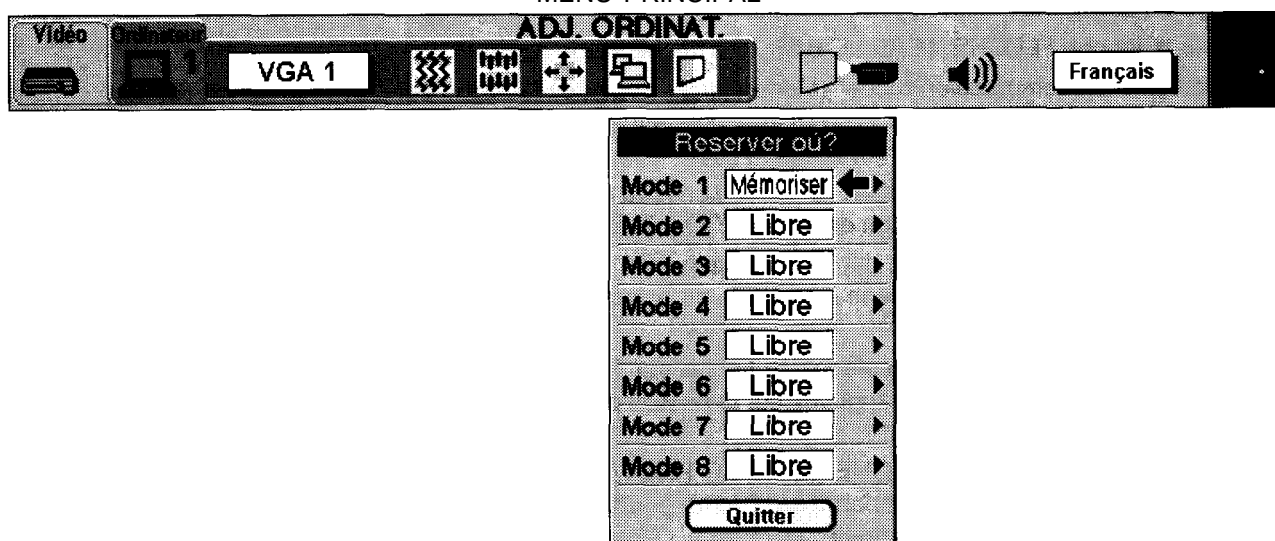 MENU PRINCIPAL
ADJ. ORDINAT.
Vidéo
Ordinateur
1
VGA 1
Français
Reserver oú?
Mode 1 Mémoriser
Mode 2 Libre
Mode 3 Libre
Mode 4 Libre
Mode 5 Libre
Mode 6 Libre
Mode 7 Libre
Mode 8 Libre
Quitter